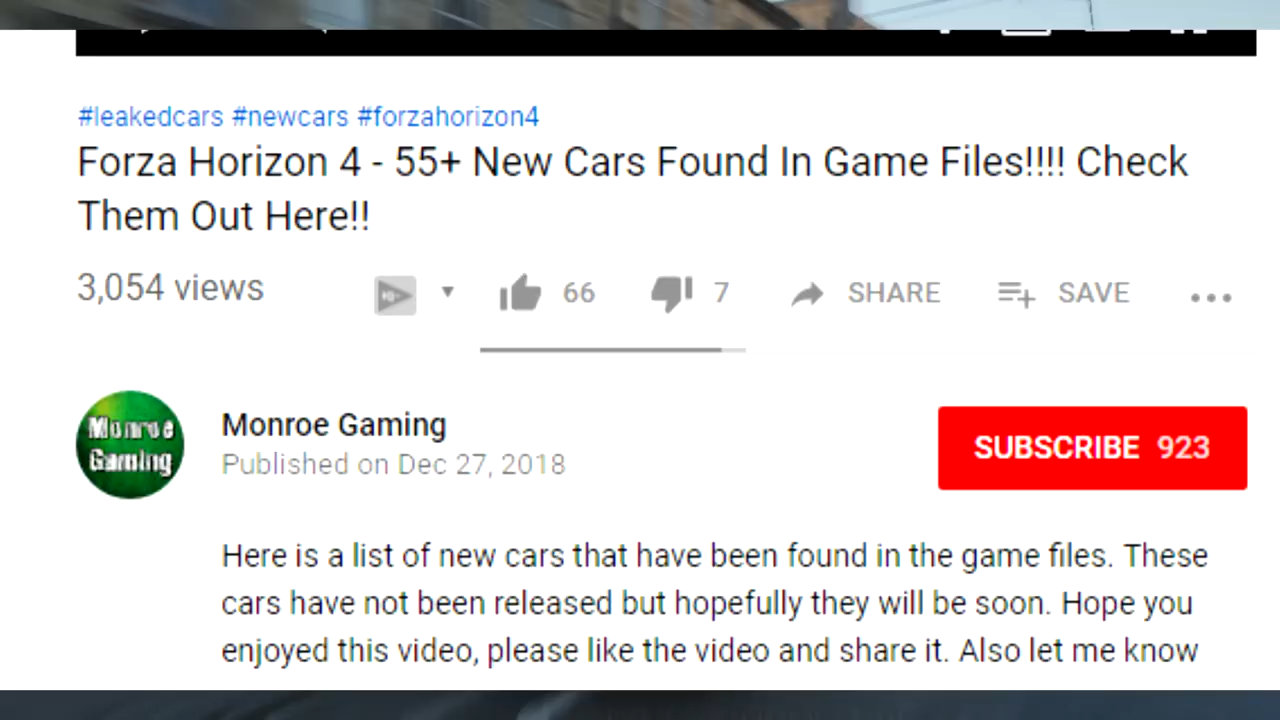 #leakedcars #newcars #forzahorizon4
Forza Horizon 4 - 55+ New Cars Found In Game Files!!!! Check
Them Out Here!!
3,054 views
66
7
SHARE
SAVE
Monroe
Gaming
Monroe Gaming
Published on Dec 27, 2018
SUBSCRIBE 923
Here is a list of new cars that have been found in the game files. These
cars have not been released but hopefully they will be soon. Hope you
enjoyed this video, please like the video and share it. Also let me know